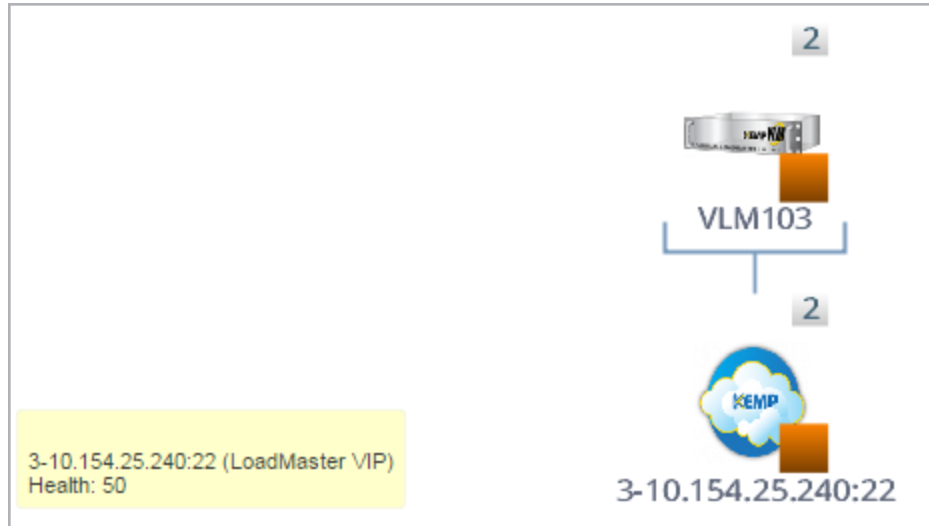 2
VLM103
2
KEMP
3-10.154.25.240:22 (LoadMaster VIP)
Health: 50
3-10.154.25.240:22